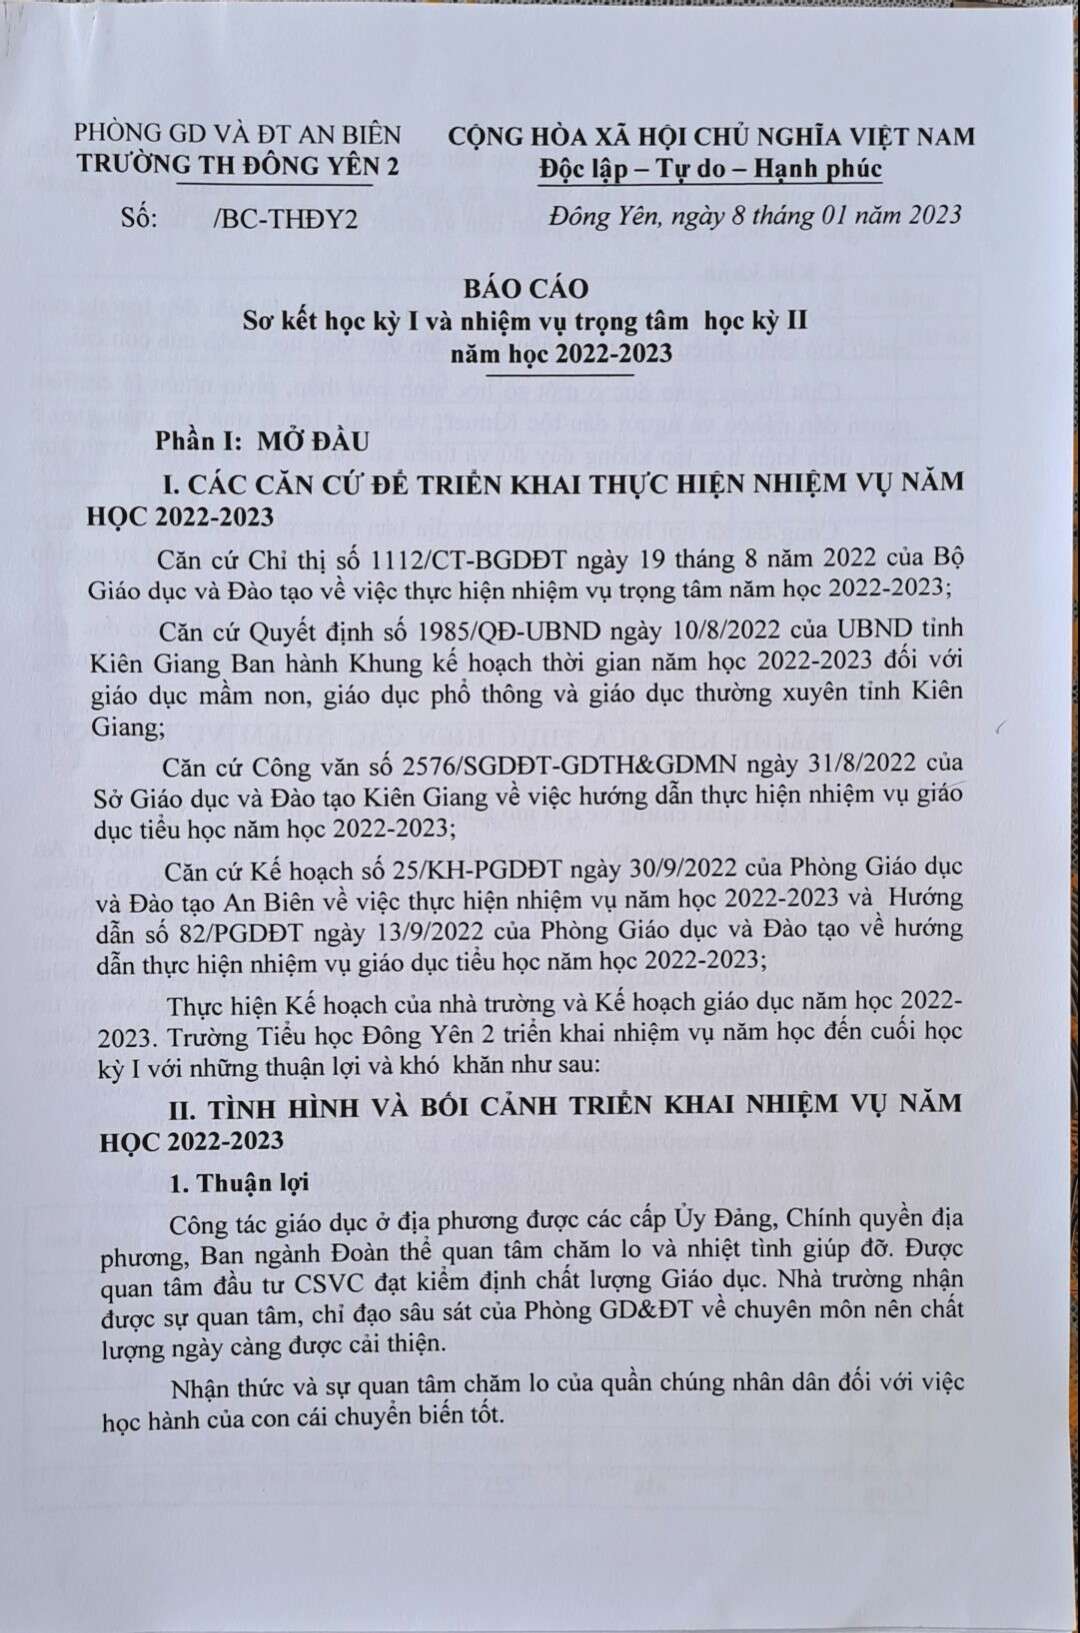 PHÒNG GD VÀ ĐT AN BIÊN
TRƯỜNG TH ĐÔNG YÊN 2
Số: /BC-THĐY2
CỘNG HÒA XÃ HỘI CHỦ NGHĨA VIỆT NAM
Độc lập – Tự do – Hạnh phúc
Đông Yên, ngày 8 tháng 01 năm 2023
BÁO CÁO
Sơ kết học kỳ I và nhiệm vụ trọng tâm học kỳ II
năm học 2022-2023
Phần I: MỞ ĐẦU
I. CÁC CĂN CỨ ĐỂ TRIỂN KHAI THỰC HIỆN NHIỆM VỤ NĂM
HỌC 2022-2023
Căn cứ Chỉ thị số 1112/CT-BGDĐT ngày 19 tháng 8 năm 2022 của Bộ
Giáo dục và Đào tạo về việc thực hiện nhiệm vụ trọng tâm năm học 2022-2023;
Căn cứ Quyết định số 1985/QĐ-UBND ngày 10/8/2022 của UBND tỉnh
Kiên Giang Ban hành Khung kế hoạch thời gian năm học 2022-2023 đối với
giáo dục mầm non, giáo dục phổ thông và giáo dục thường xuyên tỉnh Kiên
Giang;
Căn cứ Công văn số 2576/SGDĐT-GDTH&GDMN ngày 31/8/2022 của
Sở Giáo dục và Đào tạo Kiên Giang về việc hướng dẫn thực hiện nhiệm vụ giáo
dục tiểu học năm học 2022-2023;
Căn cứ Kế hoạch số 25/KH-PGDĐT ngày 30/9/2022 của Phòng Giáo dục
và Đào tạo An Biên về việc thực hiện nhiệm vụ năm học 2022-2023 và Hướng
dẫn số 82/PGDĐT ngày 13/9/2022 của Phòng Giáo dục và Đào tạo về hướng
dẫn thực hiện nhiệm vụ giáo dục tiểu học năm học 2022-2023;
Thực hiện Kế hoạch của nhà trường và Kế hoạch giáo dục năm học 2022-
2023. Trường Tiểu học Đông Yên 2 triển khai nhiệm vụ năm học đến cuối học
kỳ I với những thuận lợi và khó khăn như sau:
II. TÌNH HÌNH VÀ BỐI CẢNH TRIỂN KHAI NHIỆM VỤ NĂM
HỌC 2022-2023
1. Thuận lợi
Công tác giáo dục ở địa phương được các cấp Ủy Đảng, Chính quyền địa
phương, Ban ngành Đoàn thể quan tâm chăm lo và nhiệt tình giúp đỡ. Được
quan tâm đầu tư CSVC đạt kiểm định chất lượng Giáo dục. Nhà trường nhận
được sự quan tâm, chỉ đạo sâu sát của Phòng GD&ĐT về chuyên môn nên chất
lượng ngày càng được cải thiện.
Nhận thức và sự quan tâm chăm lo của quần chúng nhân dân đối với việc
học hành của con cái chuyển biến tốt.